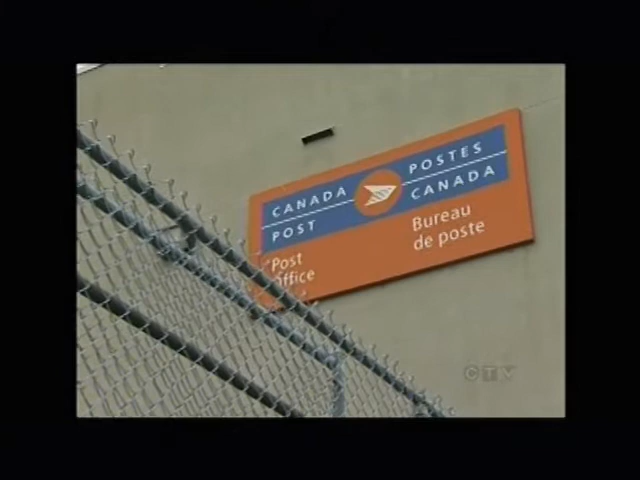 CANADA
POST
POSTES
CANADA
Post
office
Bureau
de poste
CTV